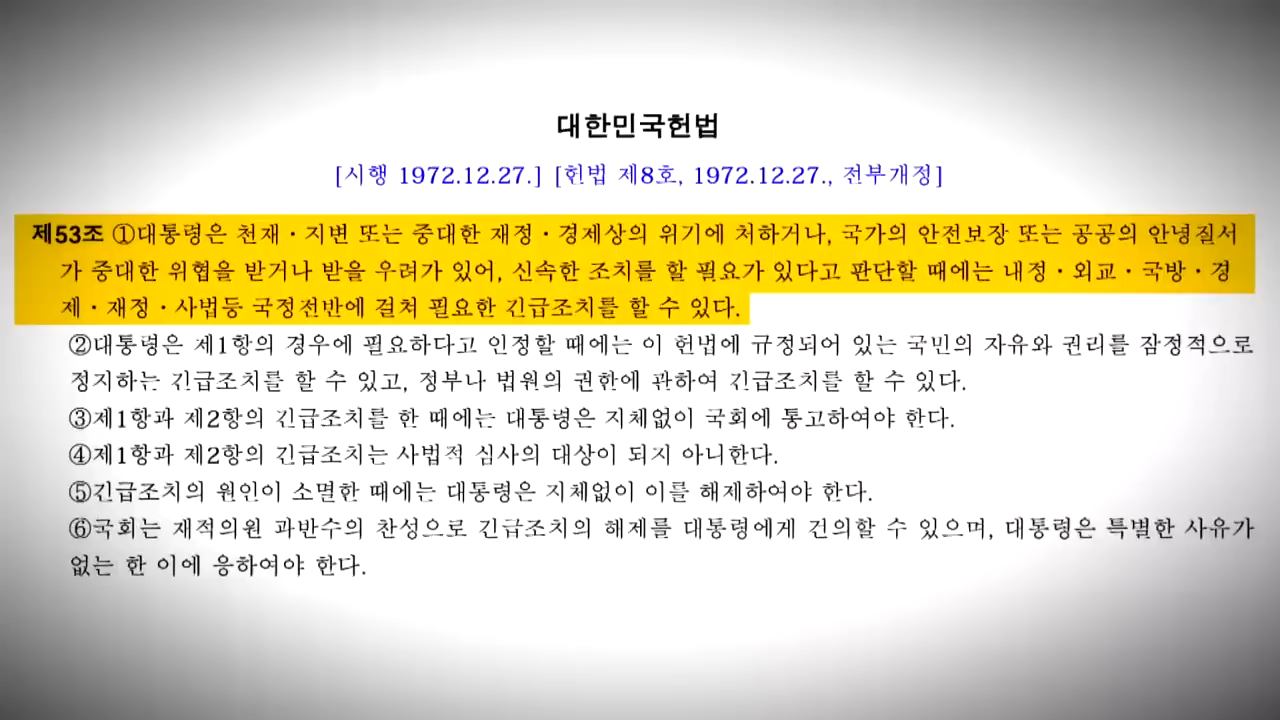 대한민국헌법
[시행 1972.12.27.] [헌법 제8호, 1972.12.27., 전부개정]
제53조 ①대통령은 천재·지변 또는 중대한 재정·경제상의 위기에 처하거나, 국가의 안전보장 또는 공공의 안녕질서
가 중대한 위협을 받거나 받을 우려가 있어, 신속한 조치를 할 필요가 있다고 판단할 때에는 내정·외교·국방·경
제·재정·사법등 국정전반에 걸쳐 필요한 긴급조치를 할 수 있다.
②대통령은 제1항의 경우에 필요하다고 인정할 때에는 이 헌법에 규정되어 있는 국민의 자유와 권리를 잠정적으로
정지하는 긴급조치를 할 수 있고, 정부나 법원의 권한에 관하여 긴급조치를 할 수 있다.
③제1항과 제2항의 긴급조치를 한 때에는 대통령은 지체없이 국회에 통고하여야 한다.
④제1항과 제2항의 긴급조치는 사법적 심사의 대상이 되지 아니한다.
⑤긴급조치의 원인이 소멸한 때에는 대통령은 지체없이 이를 해제하여야 한다.
⑥국회는 재적의원 과반수의 찬성으로 긴급조치의 해제를 대통령에게 건의할 수 있으며, 대통령은 특별한 사유가
없는 한 이에 응하여야 한다.